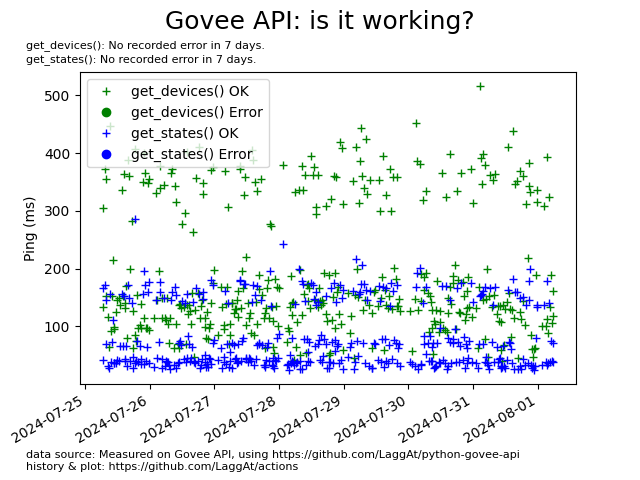 Govee API: is it working?
get_devices(): No recorded error in 7 days.
get_states(): No recorded error in 7 days.
get_devices() OK
get_devices() Error
get_states() OK
get_states() Error
Ping (ms)
500
400
300
200
100
2024-07-25
2024-07-26
2024-07-27
2024-07-28
2024-07-29
2024-07-30
2024-07-31
2024-08-01
data source: Measured on Govee API, using https://github.com/LaggAt/python-govee-api
history & plot: https://github.com/LaggAt/actions